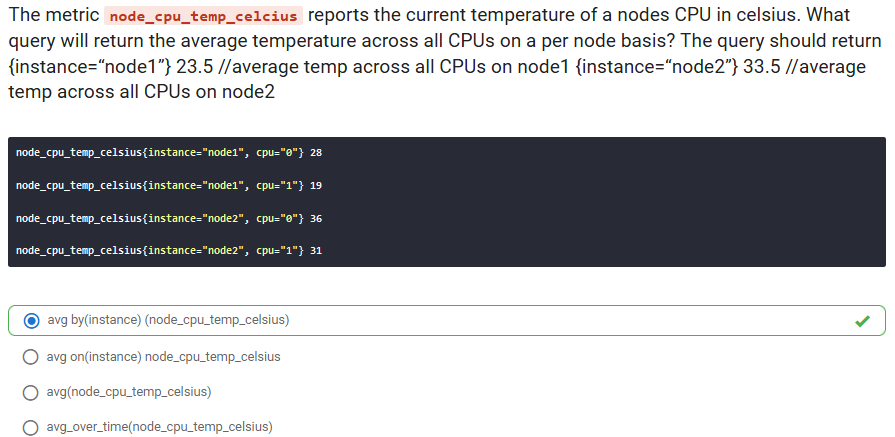 The metric node_cpu_temp_celcius reports the current temperature of a nodes CPU in celsius. What
query will return the average temperature across all CPUs on a per node basis? The query should return
{instance=“node1”} 23.5 //average temp across all CPUs on node1 {instance=“node2”} 33.5 //average
temp across all CPUs on node2
node_cpu_temp_celsius{instance="node1", cpu="0"} 28
node_cpu_temp_celsius{instance="node1", cpu="1"} 19
node_cpu_temp_celsius{instance="node2", cpu="0"} 36
node_cpu_temp_celsius{instance="node2", cpu="1"} 31
avg by(instance) (node_cpu_temp_celsius)
avg on(instance) node_cpu_temp_celsius
avg(node_cpu_temp_celsius)
avg_over_time(node_cpu_temp_celsius)